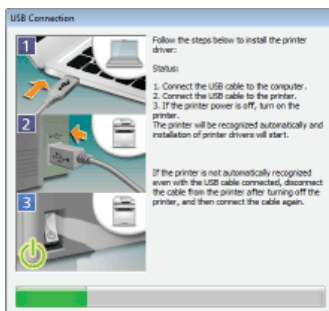 USB Connection
1
2
3
Follow the steps below to install the printer
driver:
Status:
1. Connect the USB cable to the computer.
2. Connect the USB cable to the printer.
3. If the printer power is off, turn on the
printer.
The printer will be recognized automatically and
installation of printer drivers will start.
If the printer is not automatically recognized
even with the USB cable connected, disconnect
the cable from the printer after turning off the
printer, and then connect the cable again.